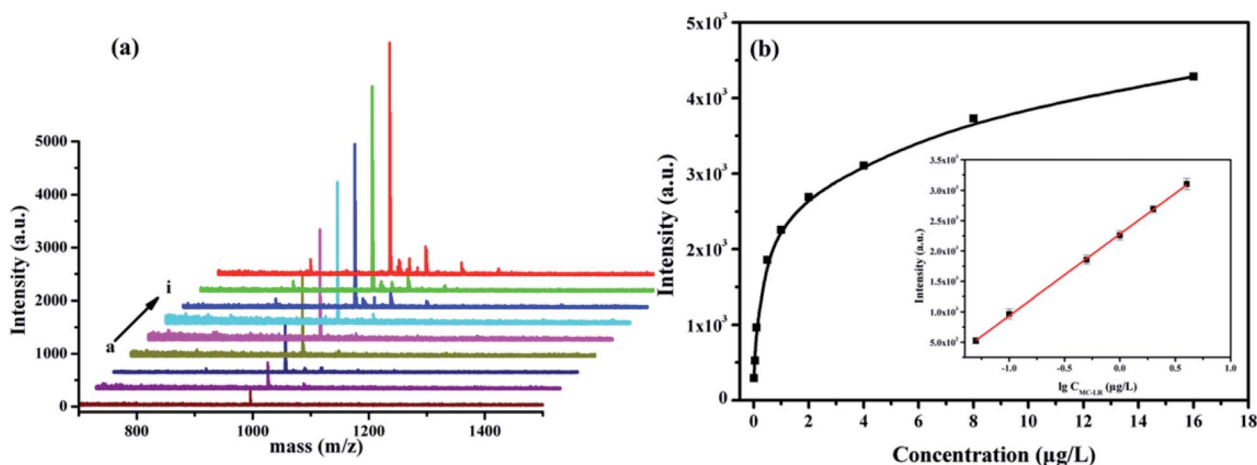 (a)
5000
4000
3000
2000
1000
0
Intensity (a.u.)
i
a
800 1000 1200 1400
mass (m/z)
(b)
5x10³
4x10³
3x10³
2x10³
1x10³
0
Intensity (a.u.)
0 2 4 6 8 10 12 14 16 18
Concentration (µg/L)
3.5x10³
3.0x10³
2.5x10³
2.0x10³
1.5x10³
1.0x10³
5.0x10²
Intensity (a.u.)
-1.0 -0.5 0.0 0.5 1.0
lg C_MC-LR (µg/L)